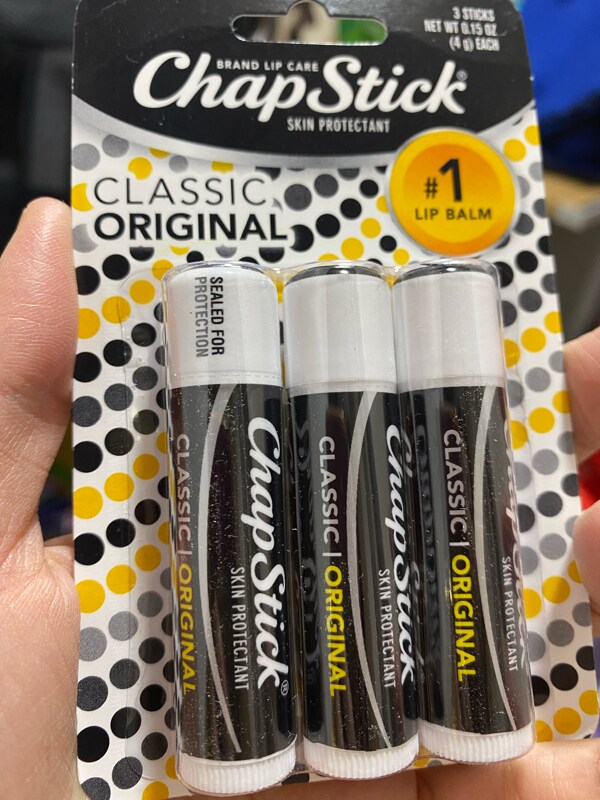 3 STICKS
NET WT 0.15 OZ
(4 g) EACH
BRAND LIP CARE
ChapStick®
SKIN PROTECTANT
CLASSIC
ORIGINAL
#1
LIP BALM
SEALED FOR
PROTECTION
ChapStick®
SKIN PROTECTANT
CLASSIC | ORIGINAL
ChapStick
SKIN PROTECTANT
CLASSIC | ORIGINAL
SKIN PROTECTANT
CLASSIC | ORIGINAL